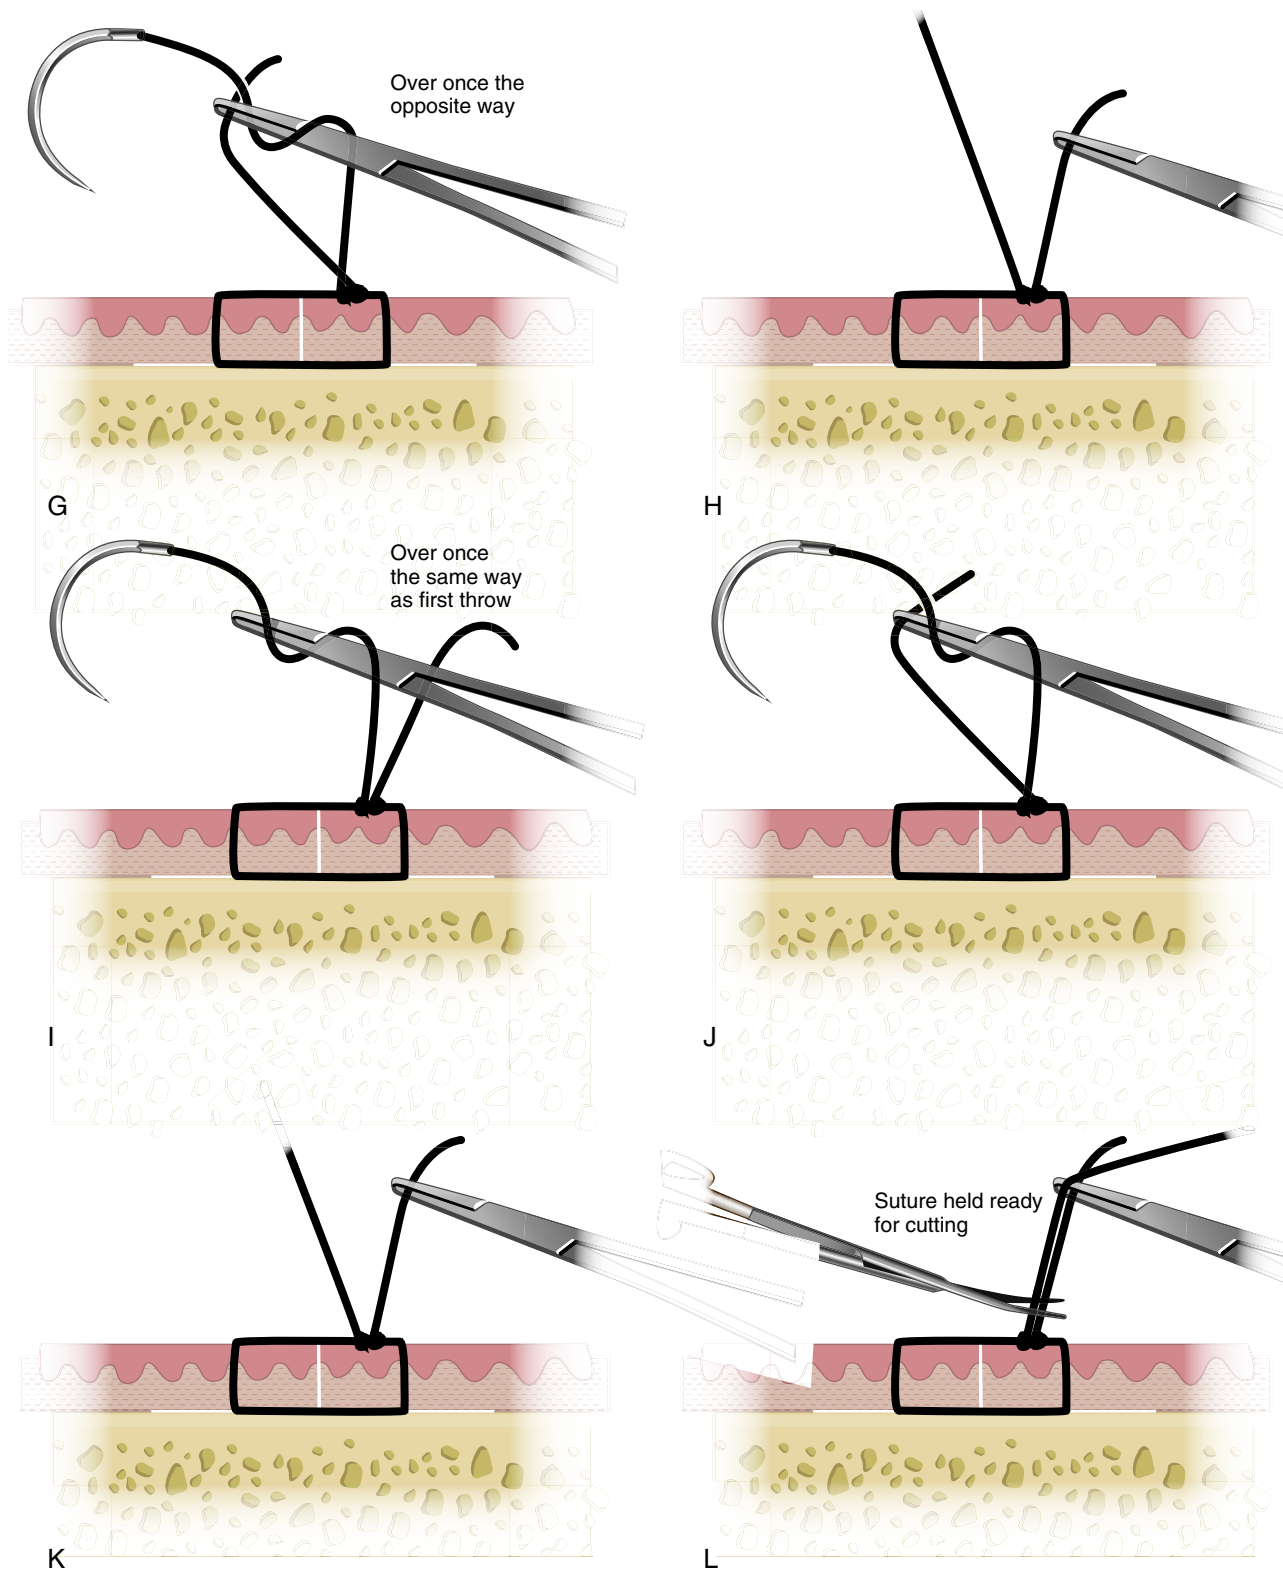 Over once the
opposite way
G
H
Over once
the same way
as first throw
I
J
Suture held ready
for cutting
K
L